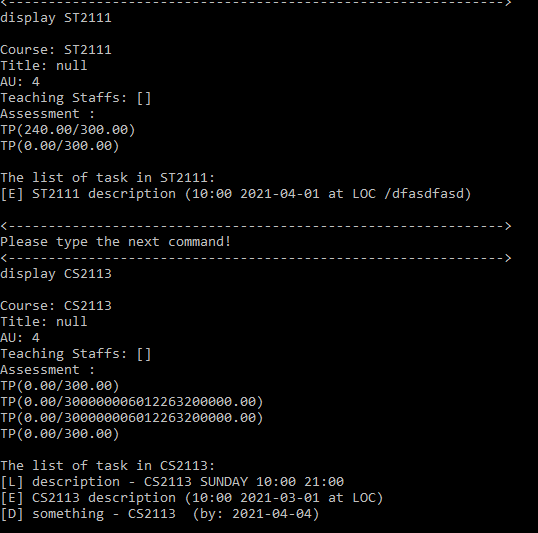 <-------------------------------------------------------------->
display ST2111
Course: ST2111
Title: null
AU: 4
Teaching Staffs: []
Assessment :
TP(240.00/300.00)
TP(0.00/300.00)
The list of task in ST2111:
[E] ST2111 description (10:00 2021-04-01 at LOC /dfasdfasd)
<-------------------------------------------------------------->
Please type the next command!
<-------------------------------------------------------------->
display CS2113
Course: CS2113
Title: null
AU: 4
Teaching Staffs: []
Assessment :
TP(0.00/300.00)
TP(0.00/300000006012263200000.00)
TP(0.00/300000006012263200000.00)
TP(0.00/300.00)
The list of task in CS2113:
[L] description - CS2113 SUNDAY 10:00 21:00
[E] CS2113 description (10:00 2021-03-01 at LOC)
[D] something - CS2113  (by: 2021-04-04)